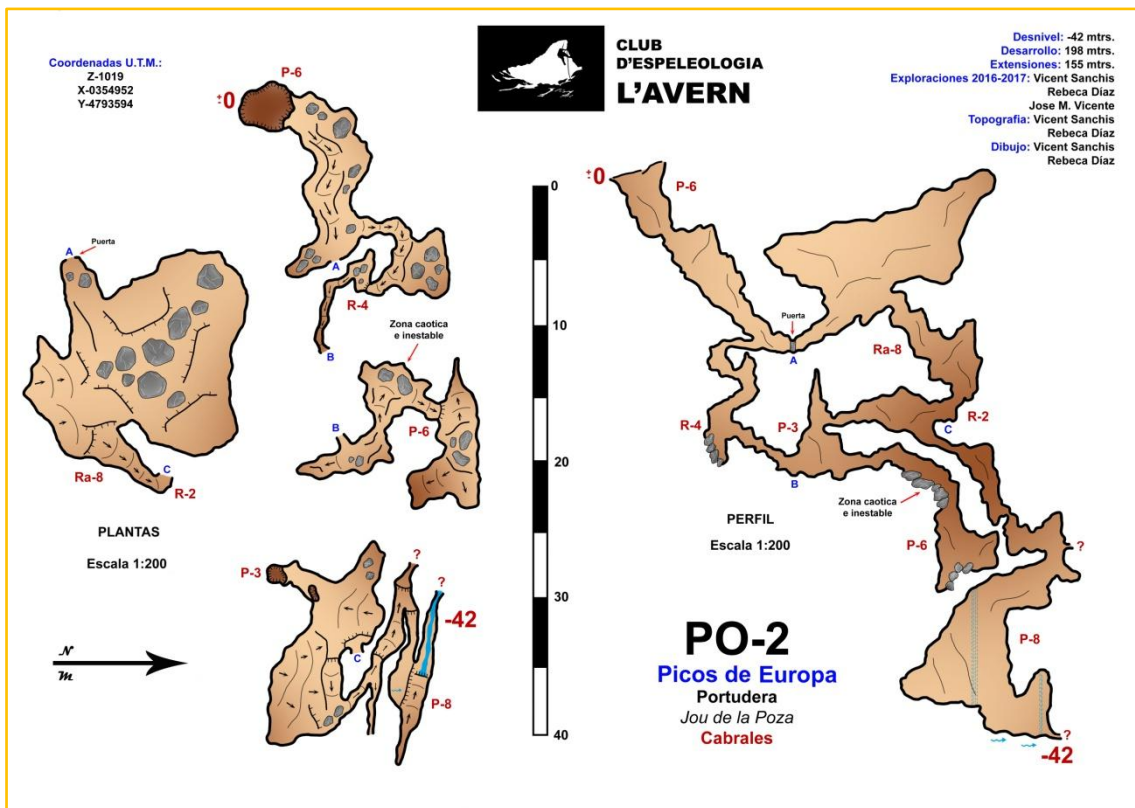 Coordenadas U.T.M.:
Z-1019
X-0354952
Y-4793594
P-6
±0
CLUB
D'ESPELEOLOGIA
L'AVERN
Desnivel: -42 mtrs.
Desarrollo: 198 mtrs.
Extensiones: 155 mtrs.
Exploraciones 2016-2017: Vicent Sanchis
Rebeca Díaz
Jose M. Vicente
Topografia: Vicent Sanchis
Rebeca Díaz
Dibujo: Vicent Sanchis
Rebeca Díaz
A
Puerta
A
R-4
B
Zona caotica
e inestable
B
P-6
C
Ra-8
R-2
PLANTAS
Escala 1:200
P-3
?
?
-42
C
P-8
N
m
0
10
20
30
40
±0
P-6
Puerta
A
Ra-8
R-4
P-3
R-2
C
B
Zona caotica
e inestable
PERFIL
Escala 1:200
P-6
?
P-8
?
-42
PO-2
Picos de Europa
Portudera
Jou de la Poza
Cabrales